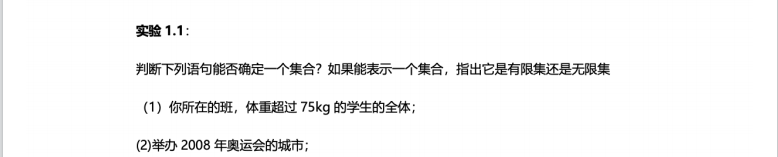 实验 1.1：
判断下列语句能否确定一个集合？如果能表示一个集合，指出它是有限集还是无限集
（1）你所在的班，体重超过 75kg 的学生的全体；
(2)举办 2008 年奥运会的城市；